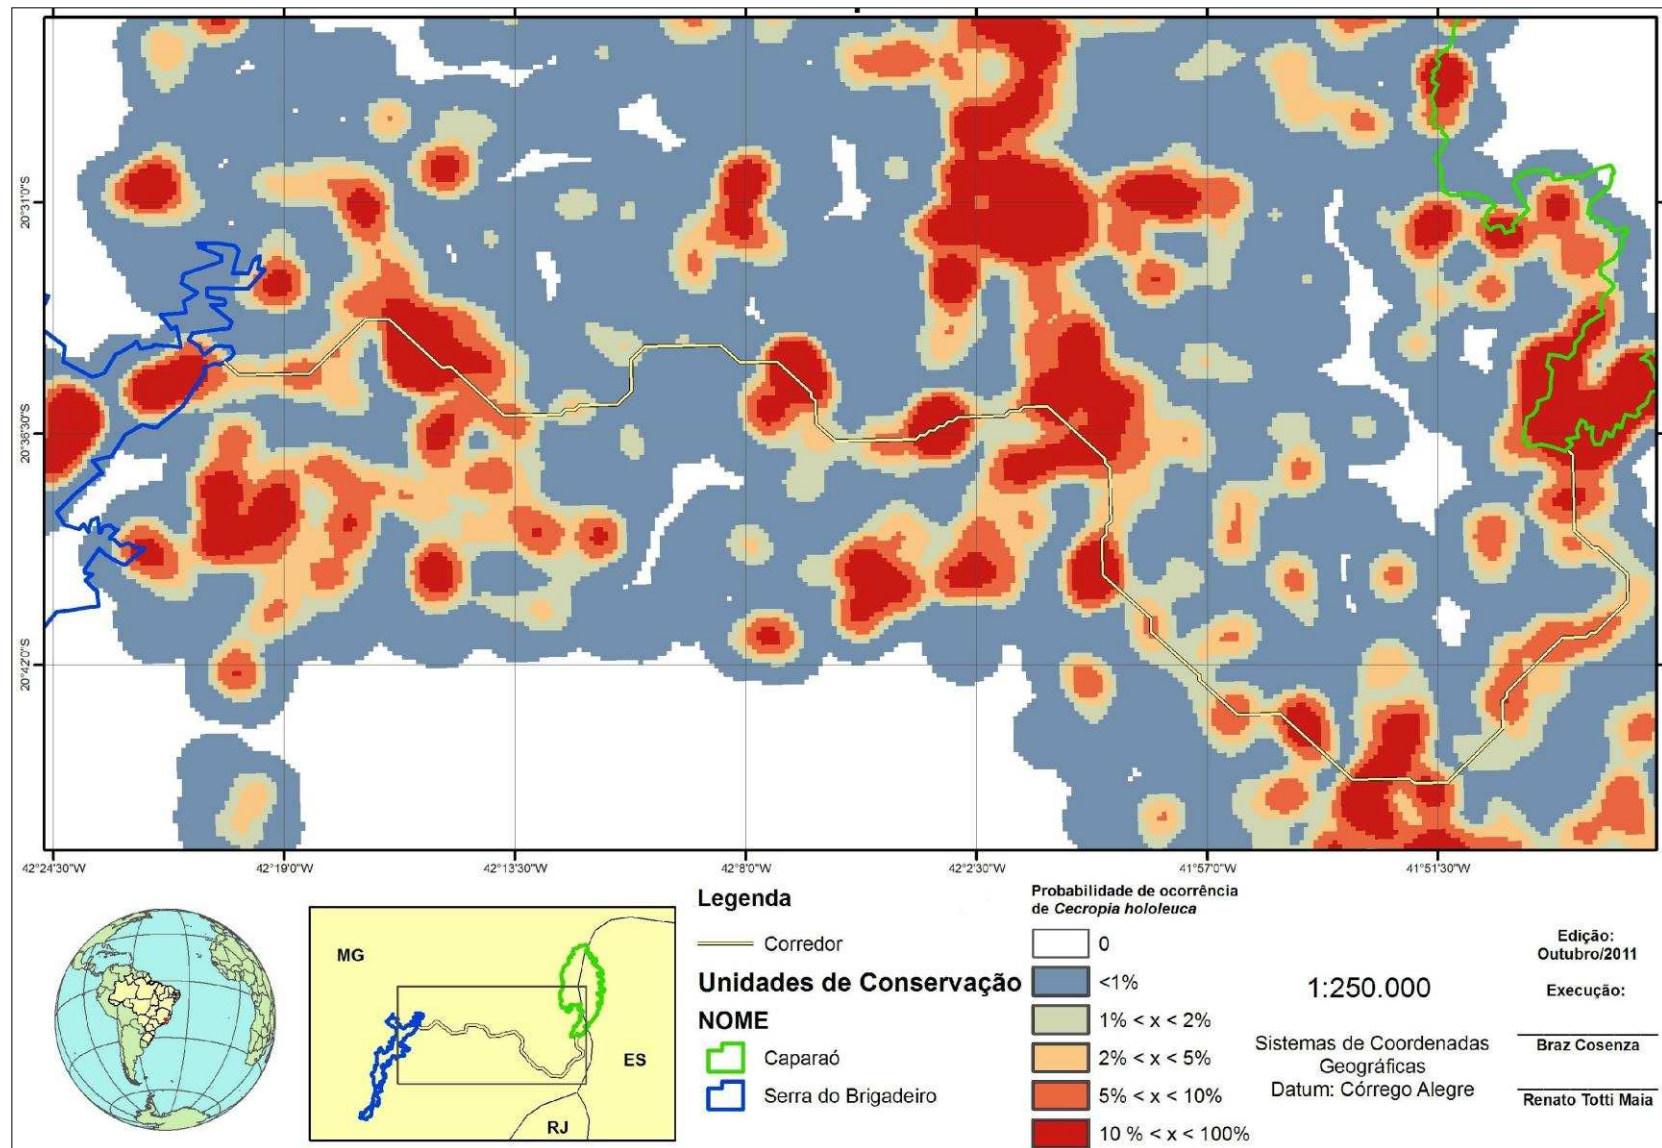 20°31'0"S
20°36'30"S
20°42'0"S
42°24'30"W 42°19'0"W 42°13'30"W 42°8'0"W 42°2'30"W 41°57'0"W 41°51'30"W
MG
ES
RJ
Legenda
Corredor
Unidades de Conservação
NOME
Caparaó
Serra do Brigadeiro
Probabilidade de ocorrência
de Cecropia hololeuca
0
<1%
1% < x < 2%
2% < x < 5%
5% < x < 10%
10 % < x < 100%
1:250.000
Sistemas de Coordenadas
Geográficas
Datum: Córrego Alegre
Edição:
Outubro/2011
Execução:
Braz Cosenza
Renato Totti Maia